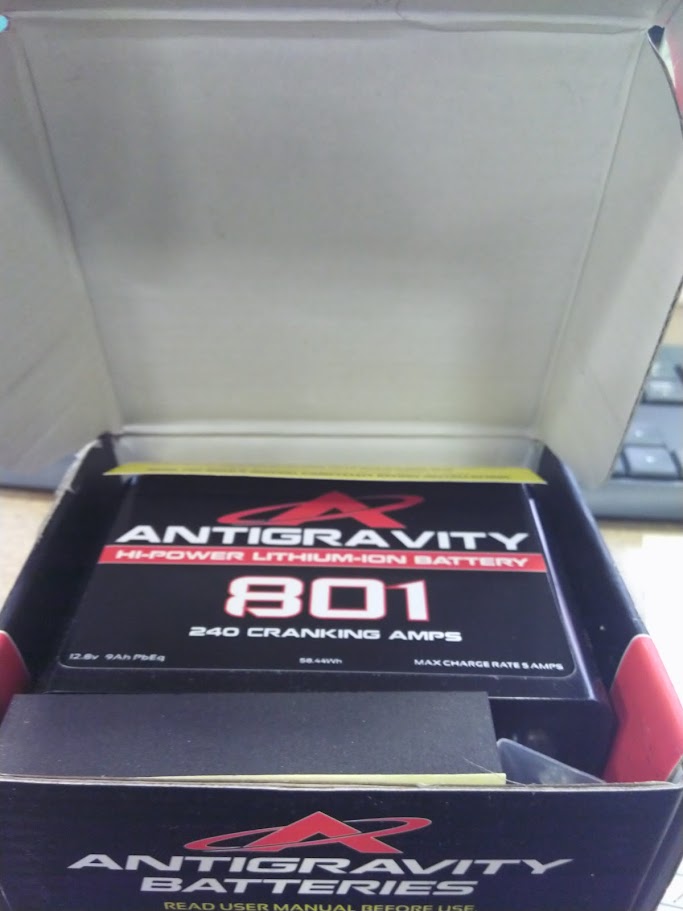 ANTIGRAVITY
HI-POWER LITHIUM-ION BATTERY
801
240 CRANKING AMPS
12.8v 9Ah PbEq
58.44Wh
MAX CHARGE RATE 5 AMPS
ANTIGRAVITY
BATTERIES
READ USER MANUAL BEFORE USE